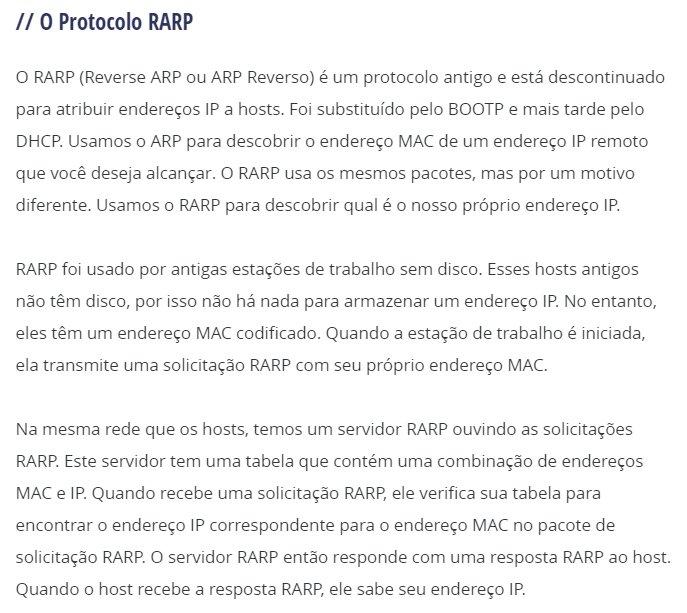 // O Protocolo RARP
O RARP (Reverse ARP ou ARP Reverso) é um protocolo antigo e está descontinuado
para atribuir endereços IP a hosts. Foi substituído pelo BOOTP e mais tarde pelo
DHCP. Usamos o ARP para descobrir o endereço MAC de um endereço IP remoto
que você deseja alcançar. O RARP usa os mesmos pacotes, mas por um motivo
diferente. Usamos o RARP para descobrir qual é o nosso próprio endereço IP.
RARP foi usado por antigas estações de trabalho sem disco. Esses hosts antigos
não têm disco, por isso não há nada para armazenar um endereço IP. No entanto,
eles têm um endereço MAC codificado. Quando a estação de trabalho é iniciada,
ela transmite uma solicitação RARP com seu próprio endereço MAC.
Na mesma rede que os hosts, temos um servidor RARP ouvindo as solicitações
RARP. Este servidor tem uma tabela que contém uma combinação de endereços
MAC e IP. Quando recebe uma solicitação RARP, ele verifica sua tabela para
encontrar o endereço IP correspondente para o endereço MAC no pacote de
solicitação RARP. O servidor RARP então responde com uma resposta RARP ao host.
Quando o host recebe a resposta RARP, ele sabe seu endereço IP.